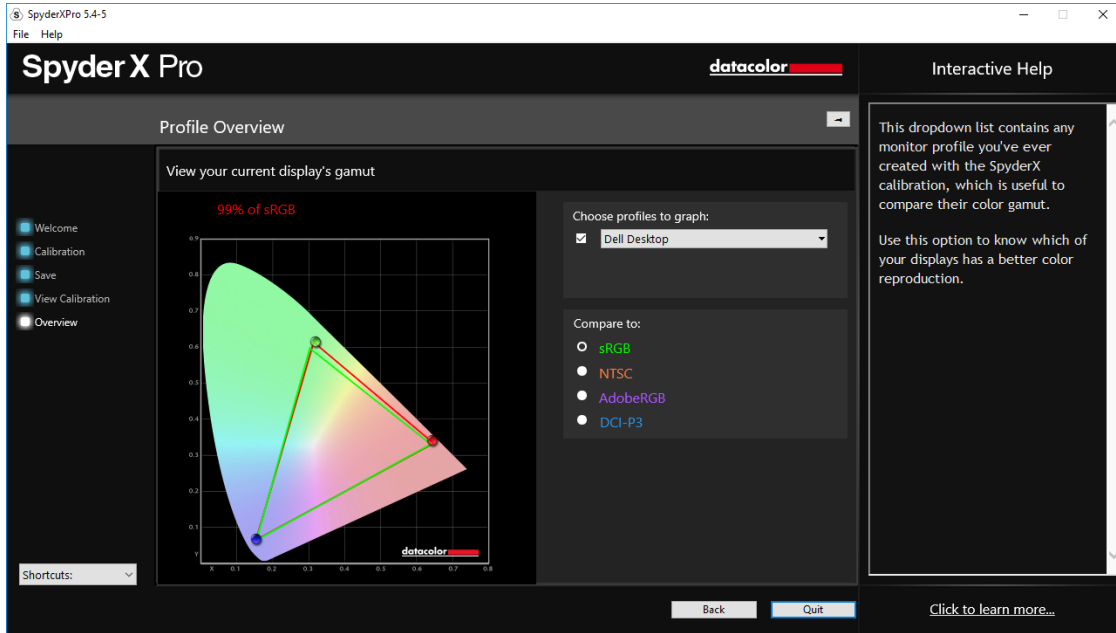 SpyderXPro 5.4-5
File Help
Spyder X Pro
datacolor
Interactive Help
Profile Overview
View your current display's gamut
99% of sRGB
0.9
0.8
0.7
0.6
0.5
0.4
0.3
0.2
0.1
Y
X 0.1 0.2 0.3 0.4 0.5 0.6 0.7 0.8
datacolor
Welcome
Calibration
Save
View Calibration
Overview
Shortcuts:
Choose profiles to graph:
Dell Desktop
Compare to:
sRGB
NTSC
AdobeRGB
DCI-P3
This dropdown list contains any
monitor profile you've ever
created with the SpyderX
calibration, which is useful to
compare their color gamut.
Use this option to know which of
your displays has a better color
reproduction.
Back Quit
Click to learn more...